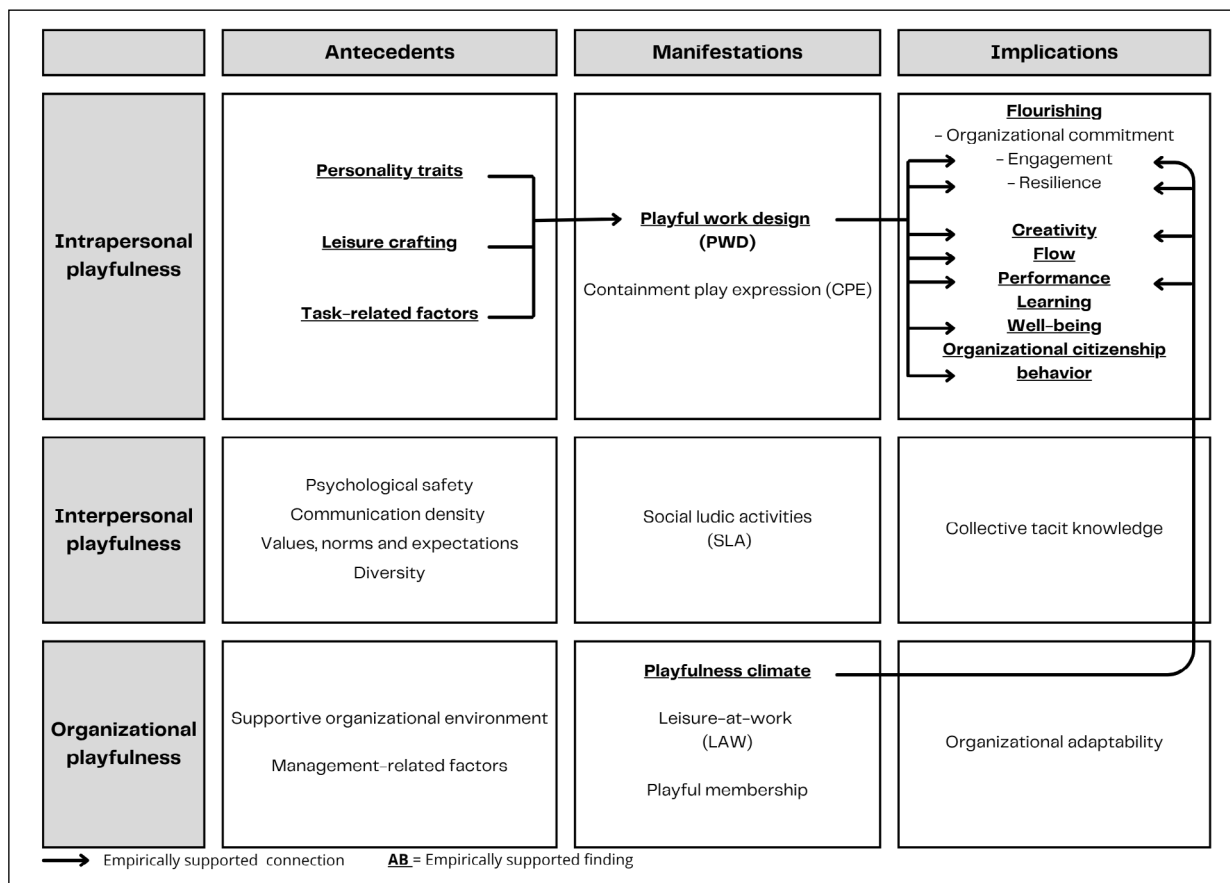 Antecedents
Manifestations
Implications
Intrapersonal
playfulness
Personality traits
Leisure crafting
Task-related factors
Playful work design
(PWD)
Containment play expression (CPE)
Flourishing
- Organizational commitment
- Engagement
- Resilience
Creativity
Flow
Performance
Learning
Well-being
Organizational citizenship
behavior
Interpersonal
playfulness
Psychological safety
Communication density
Values, norms and expectations
Diversity
Social ludic activities
(SLA)
Collective tacit knowledge
Organizational
playfulness
Supportive organizational environment
Management-related factors
Playfulness climate
Leisure-at-work
(LAW)
Playful membership
Organizational adaptability
Empirically supported connection
AB = Empirically supported finding